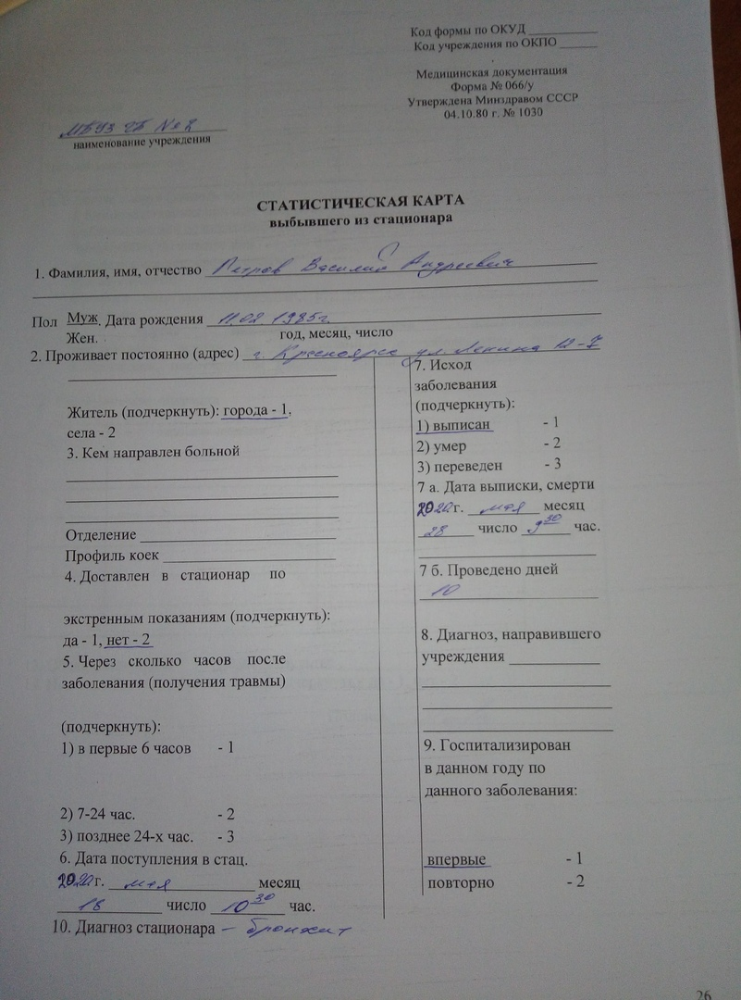 Код формы по ОКУД
Код учреждения по ОКПО
Медицинская документация
Форма № 066/у
Утверждена Минздравом СССР
04.10.80 г. № 1030
МБУЗ ГБ № 2
наименование учреждения
СТАТИСТИЧЕСКАЯ КАРТА
выбывшего из стационара
1. Фамилия, имя, отчество Петров Василий Андреевич
Пол Муж. Дата рождения 11.02 1985г.
Жен. год, месяц, число
2. Проживает постоянно (адрес) г. Красноярск ул. Ленина 12-7
Житель (подчеркнуть): города - 1,
села - 2
3. Кем направлен больной
Отделение
Профиль коек
4. Доставлен в стационар по
экстренным показаниям (подчеркнуть):
да - 1, нет - 2
5. Через сколько часов после
заболевания (получения травмы)
(подчеркнуть):
1) в первые 6 часов - 1
2) 7-24 час. - 2
3) позднее 24-х час. - 3
6. Дата поступления в стац.
2020г. мая месяц
18 число 10 30 час.
7. Исход
заболевания
(подчеркнуть):
1) выписан - 1
2) умер - 2
3) переведен - 3
7 а. Дата выписки, смерти
2020г. мая месяц
28 число 9 30 час.
7 б. Проведено дней
10
8. Диагноз, направившего
учреждения
9. Госпитализирован
в данном году по
данного заболевания:
впервые - 1
повторно - 2
10. Диагноз стационара – бронхит
26